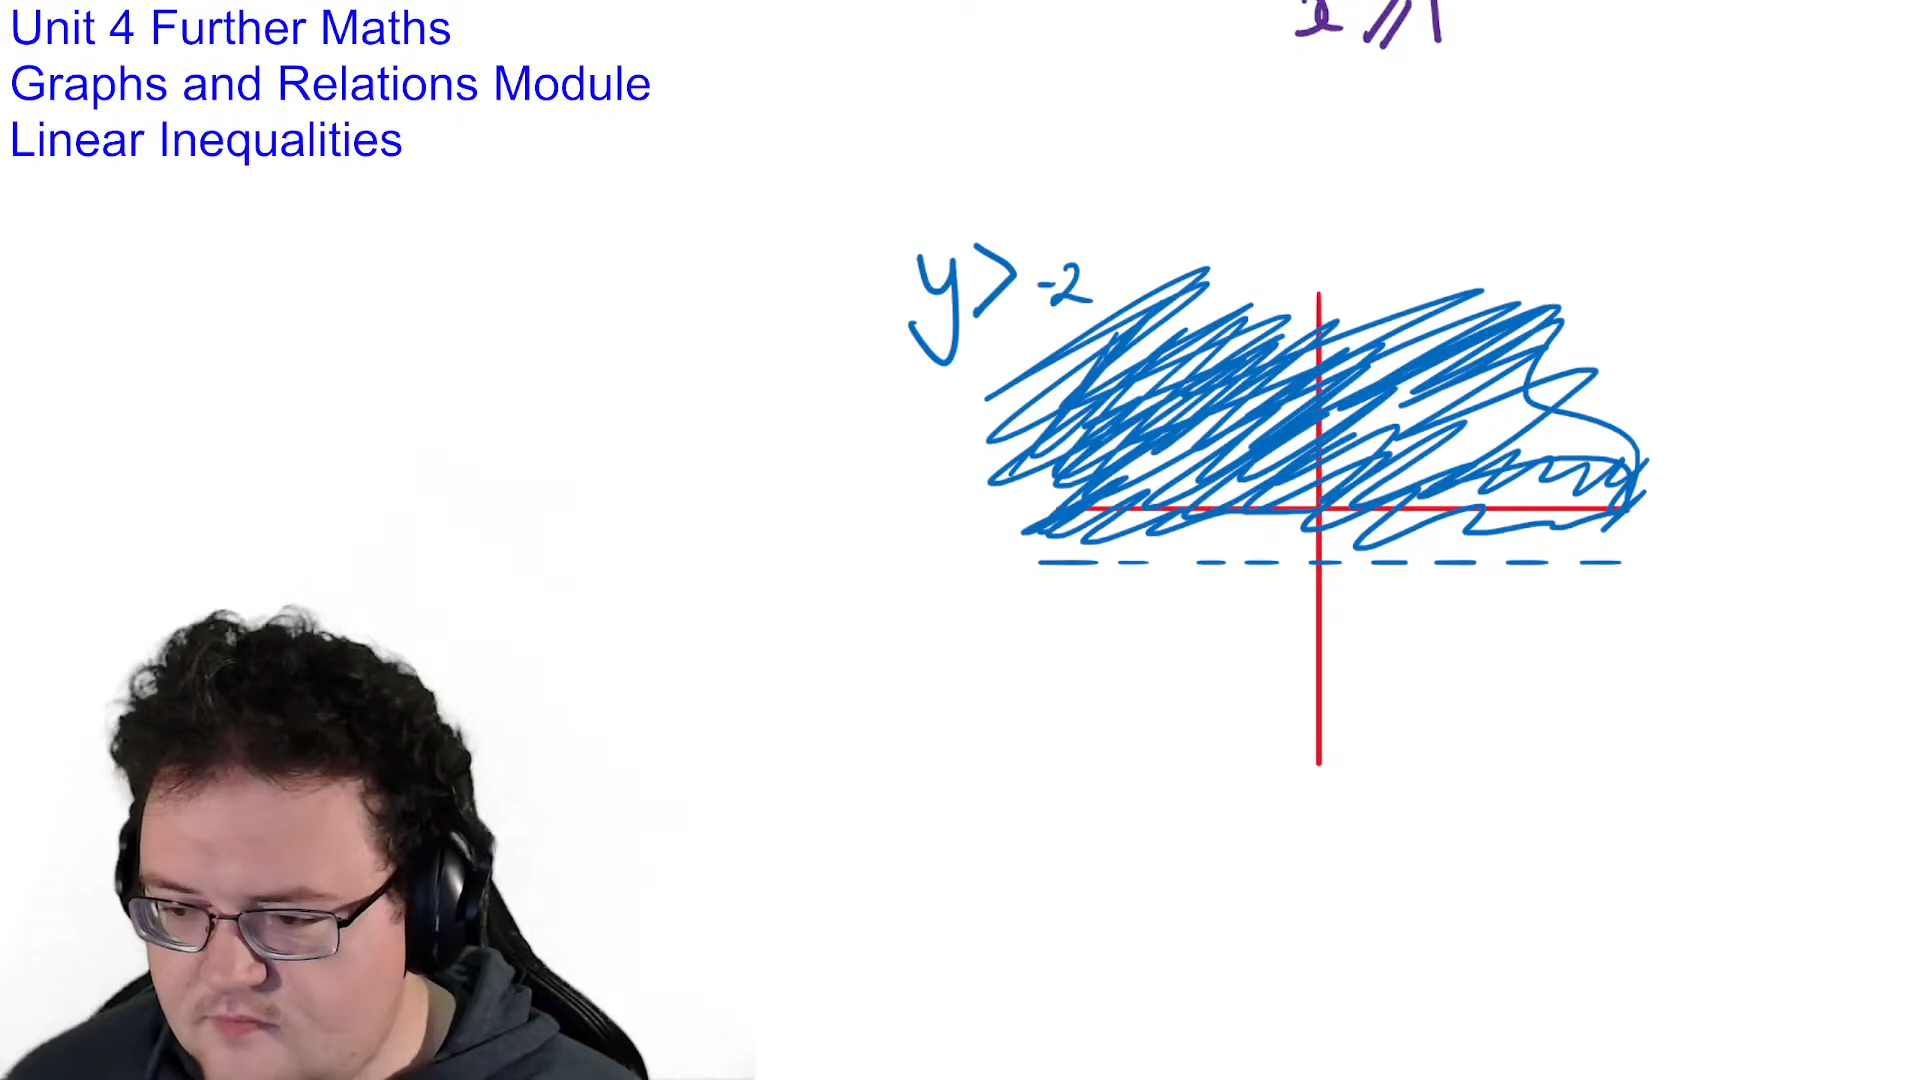 Unit 4 Further Maths
Graphs and Relations Module
Linear Inequalities
y > -2